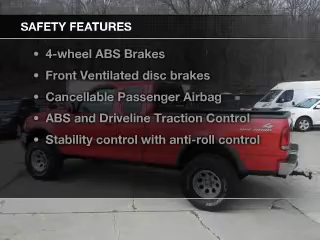 SAFETY FEATURES
• 4-wheel ABS Brakes
• Front Ventilated disc brakes
• Cancellable Passenger Airbag
• ABS and Driveline Traction Control
• Stability control with anti-roll control